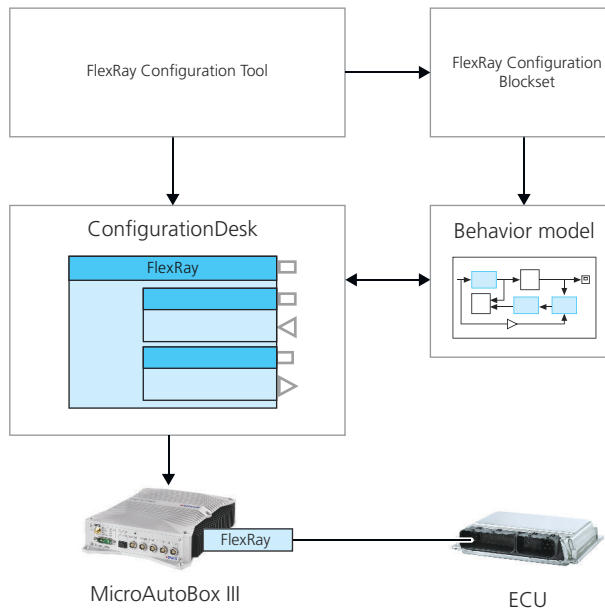 FlexRay Configuration Tool
FlexRay Configuration
Blockset
ConfigurationDesk
Behavior model
FlexRay
FlexRay
MicroAutoBox III
ECU